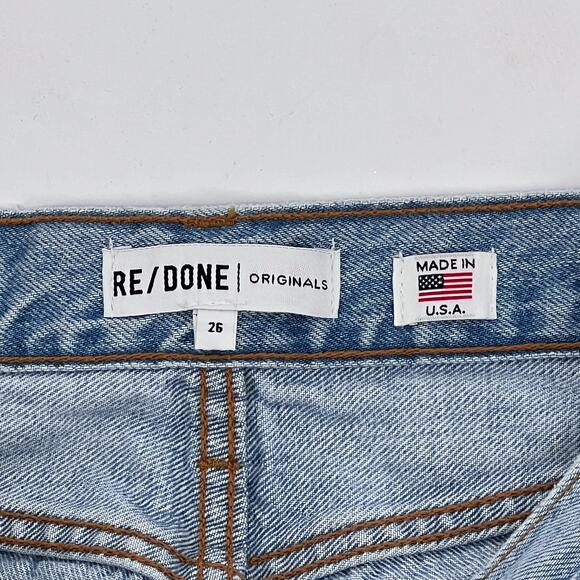 RE/DONE | ORIGINALS
26
MADE IN
U.S.A.